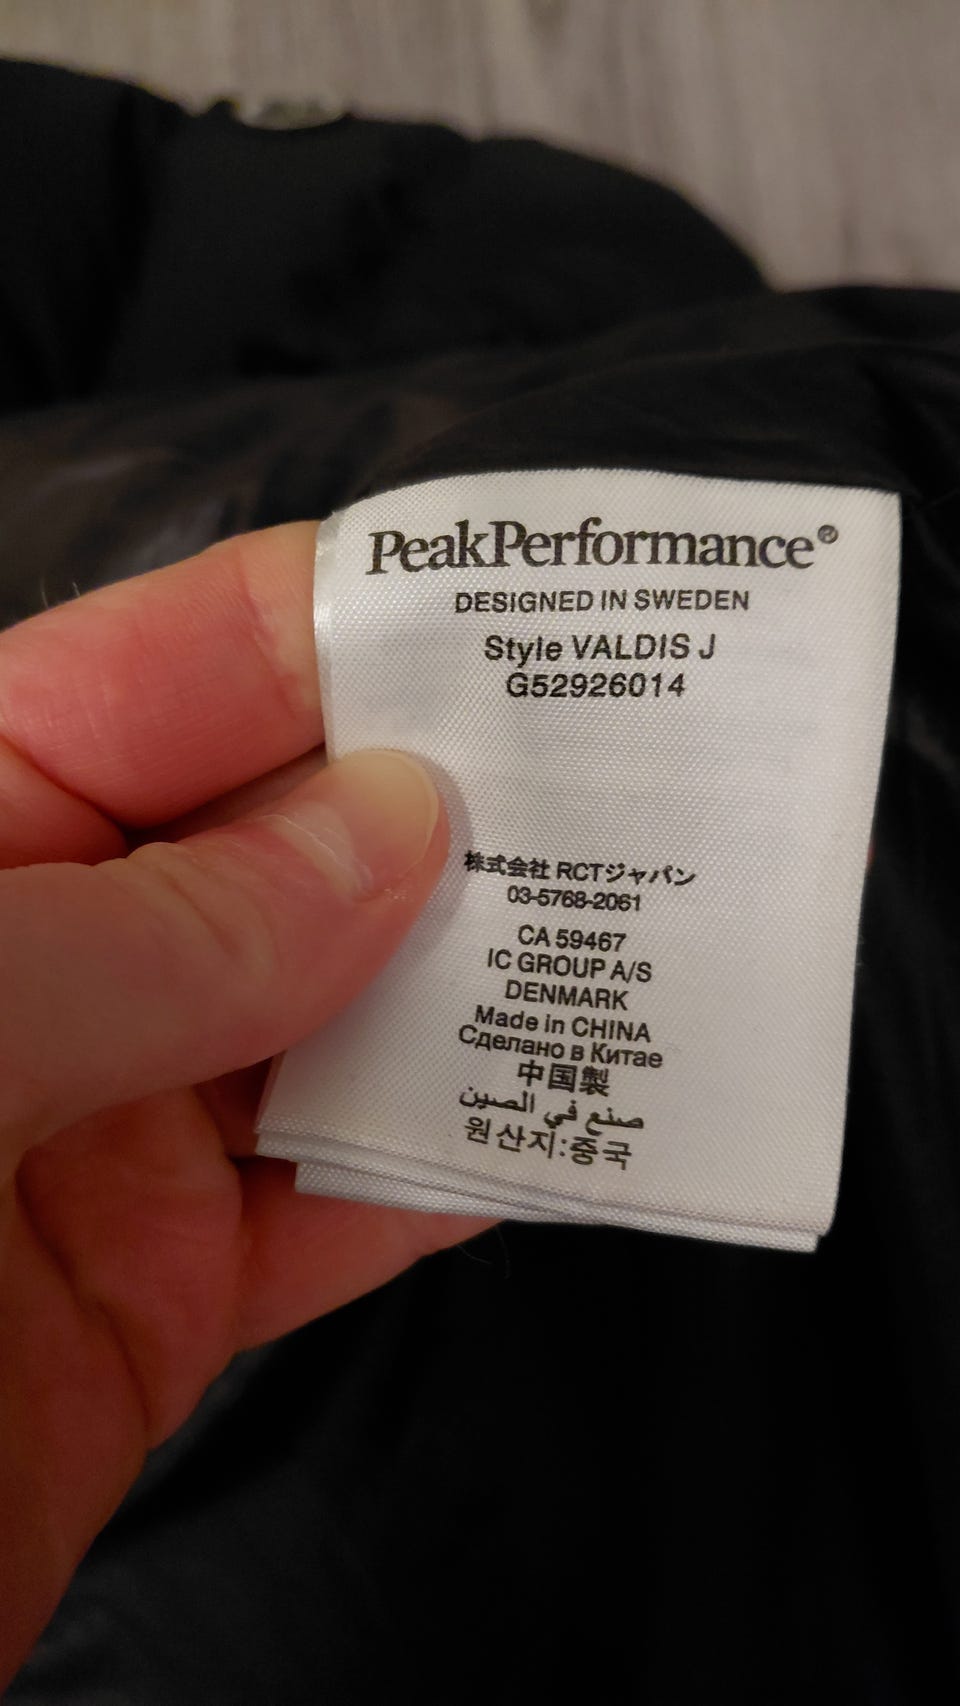 PeakPerformance®
DESIGNED IN SWEDEN
Style VALDIS J
G52926014
株式会社 RCTジャパン
03-5768-2061
CA 59467
IC GROUP A/S
DENMARK
Made in CHINA
Сделано в Китае
中国製
صنع في الصين
원산지:중국